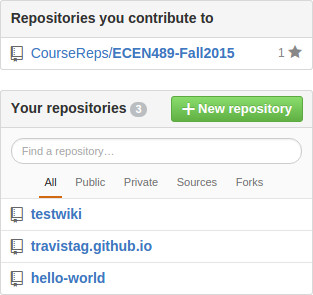 Repositories you contribute to
CourseReps/ECEN489-Fall2015 1
Your repositories 3 New repository
Find a repository…
All Public Private Sources Forks
testwiki
travistag.github.io
hello-world